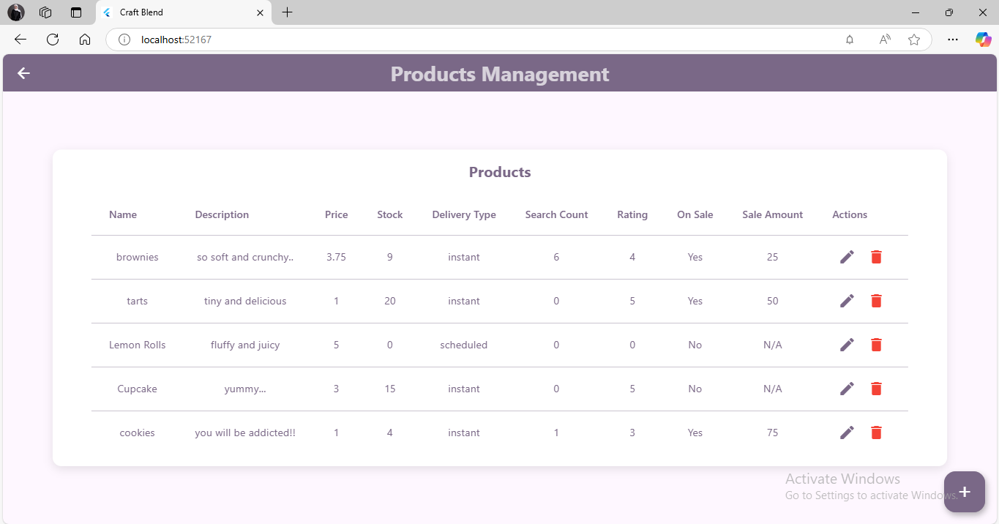 Craft Blend
localhost:52167
Products Management
Products
Name Description Price Stock Delivery Type Search Count Rating On Sale Sale Amount Actions
brownies so soft and crunchy.. 3.75 9 instant 6 4 Yes 25
tarts tiny and delicious 1 20 instant 0 5 Yes 50
Lemon Rolls fluffy and juicy 5 0 scheduled 0 0 No N/A
Cupcake yummy... 3 15 instant 0 5 No N/A
cookies you will be addicted!! 1 4 instant 1 3 Yes 75
Activate Windows
Go to Settings to activate Windows.